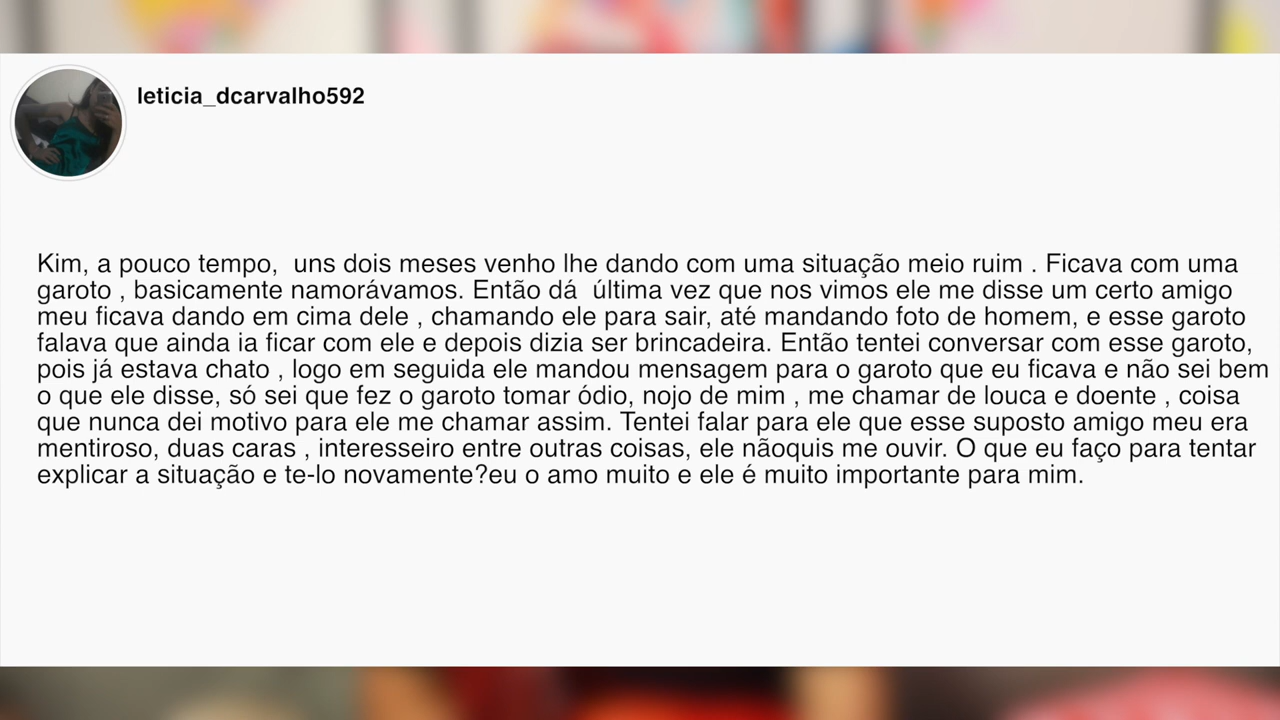 leticia_dcarvalho592
Kim, a pouco tempo,  uns dois meses venho lhe dando com uma situação meio ruim . Ficava com uma
garoto , basicamente namorávamos. Então dá  última vez que nos vimos ele me disse um certo amigo
meu ficava dando em cima dele , chamando ele para sair, até mandando foto de homem, e esse garoto
falava que ainda ia ficar com ele e depois dizia ser brincadeira. Então tentei conversar com esse garoto,
pois já estava chato , logo em seguida ele mandou mensagem para o garoto que eu ficava e não sei bem
o que ele disse, só sei que fez o garoto tomar ódio, nojo de mim , me chamar de louca e doente , coisa
que nunca dei motivo para ele me chamar assim. Tentei falar para ele que esse suposto amigo meu era
mentiroso, duas caras , interesseiro entre outras coisas, ele nãoquis me ouvir. O que eu faço para tentar
explicar a situação e te-lo novamente?eu o amo muito e ele é muito importante para mim.